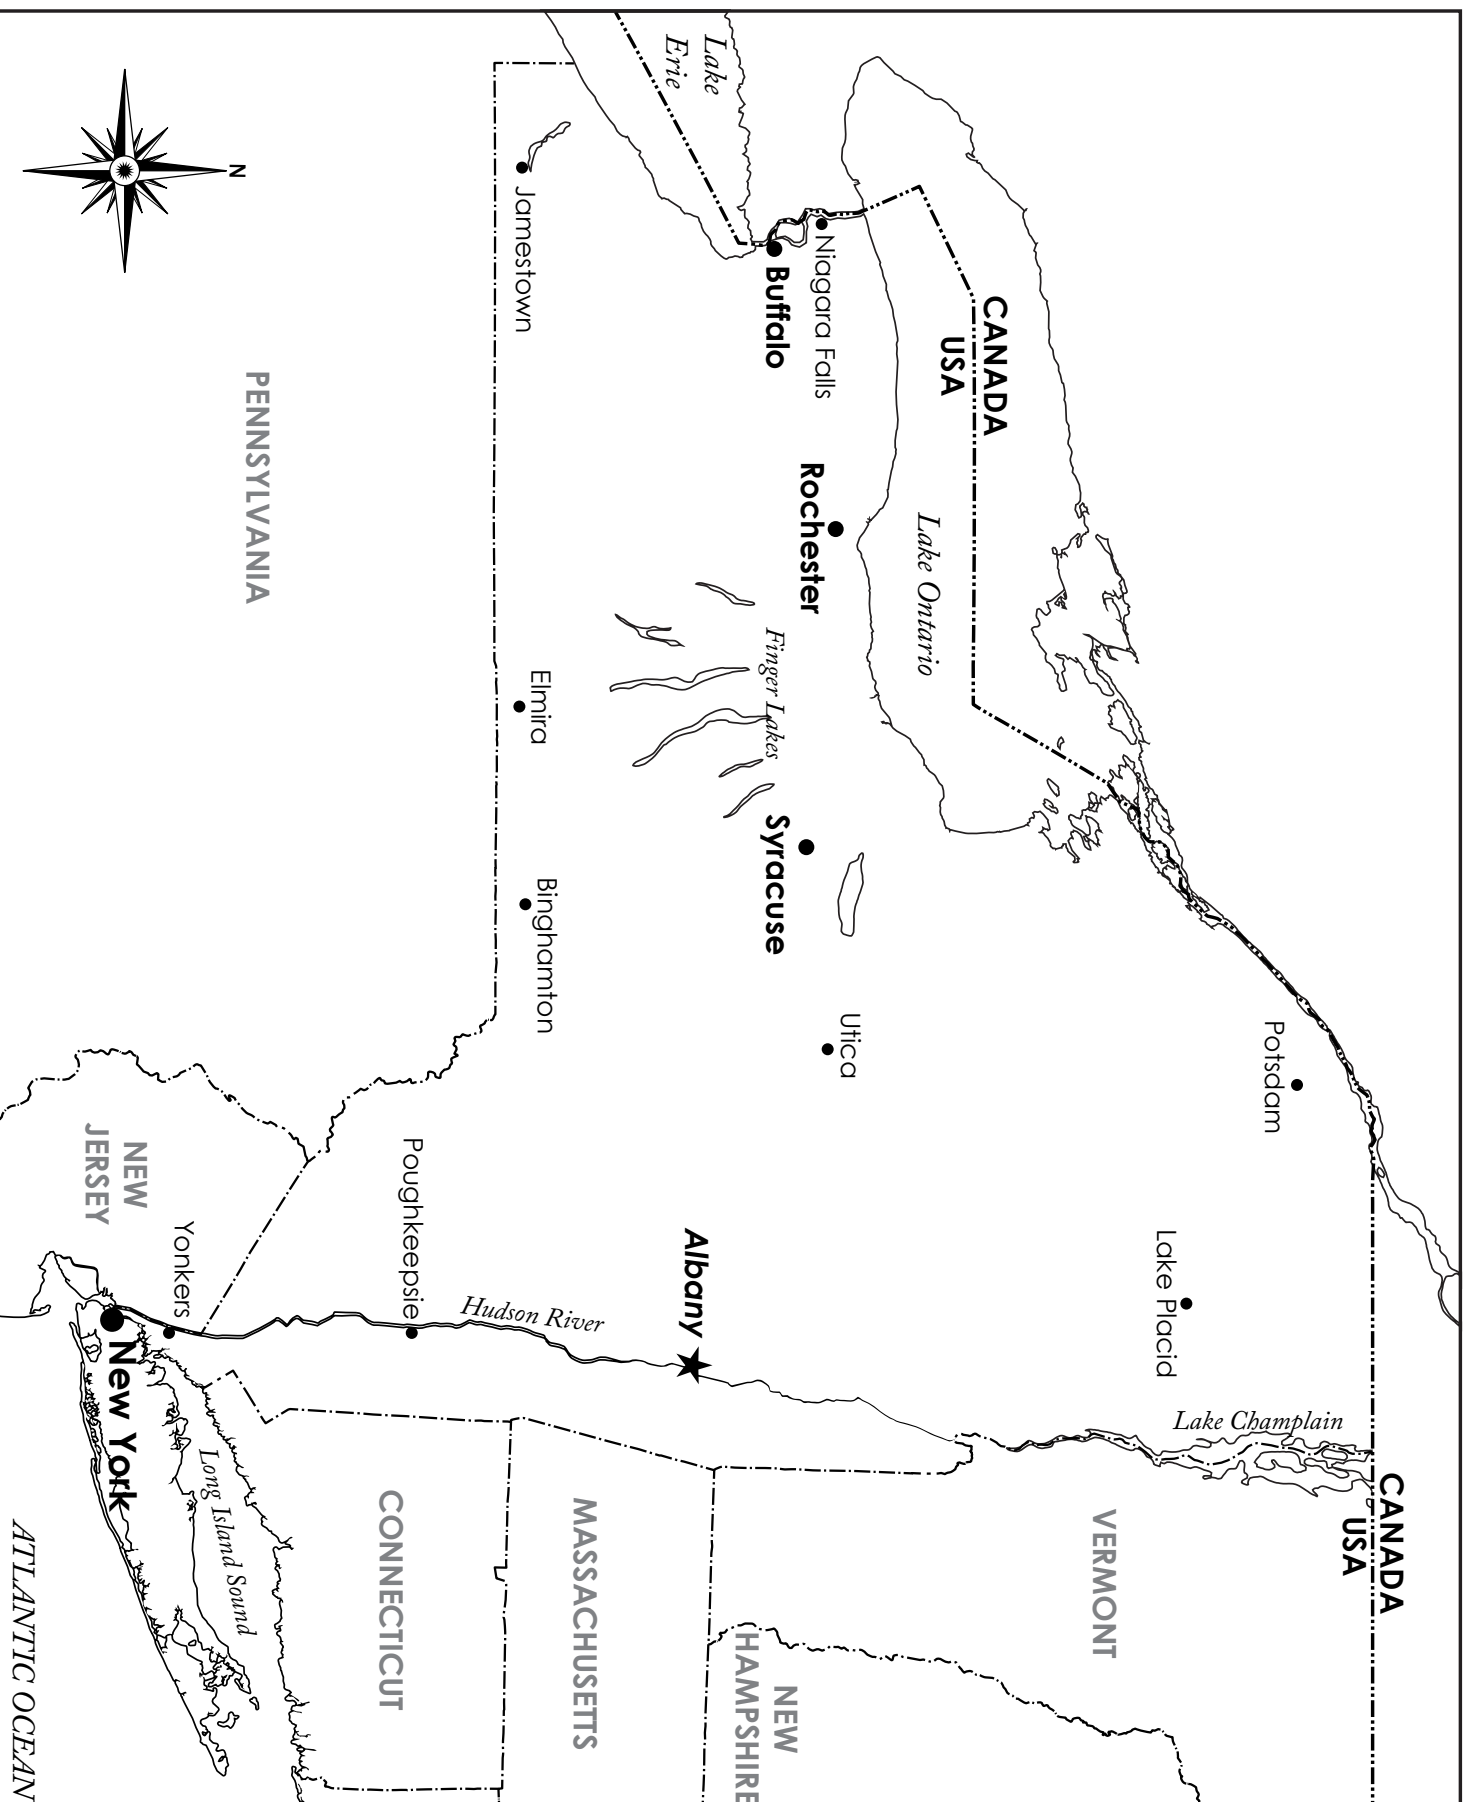 CANADA
USA
CANADA
USA
Potsdam
Lake Placid
Lake Champlain
VERMONT
Lake Ontario
Lake
Erie
Niagara Falls
Buffalo
Rochester
Finger Lakes
Syracuse
Utica
NEW
HAMPSHIRE
Albany
MASSACHUSETTS
Jamestown
Elmira
Binghamton
Hudson River
Poughkeepsie
CONNECTICUT
PENNSYLVANIA
N
Yonkers
NEW
JERSEY
New York
Long Island Sound
ATLANTIC OCEAN